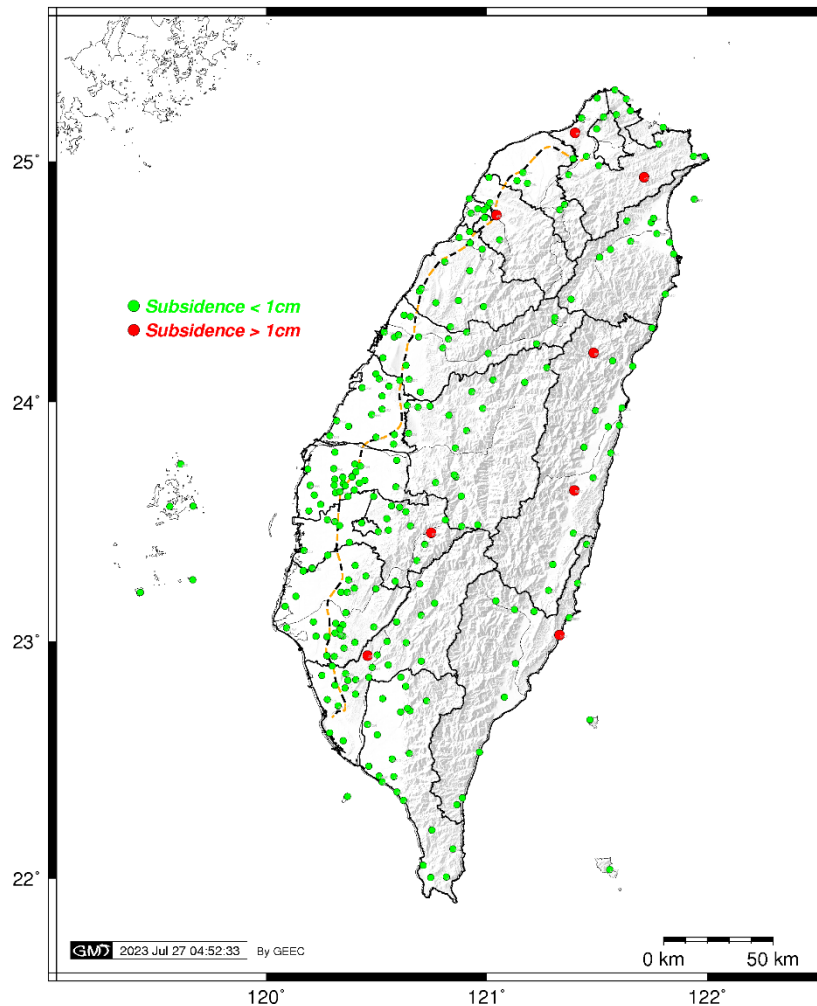 25°
Subsidence < 1cm
Subsidence > 1cm
24°
23°
22°
GMT 2023 Jul 27 04:52:33 By GEEC
0 km 50 km
120° 121° 122°